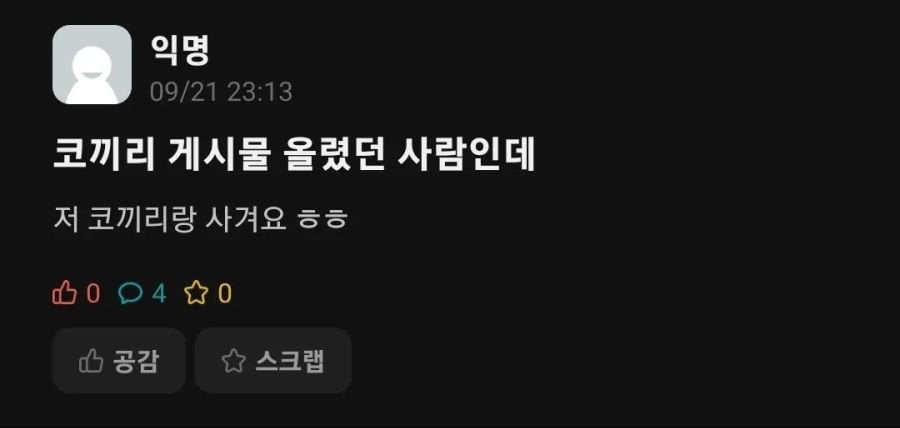 익명
09/21 23:13
코끼리 게시물 올렸던 사람인데
저 코끼리랑 사겨요 ㅎㅎ
0 4 0
공감 스크랩